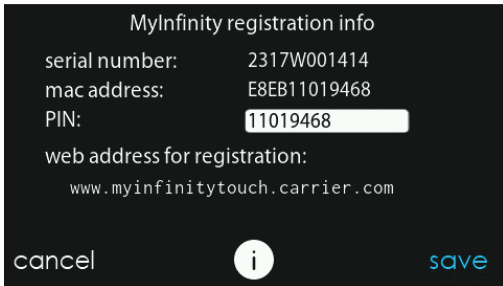 MyInfinity registration info
serial number: 2317W001414
mac address: E8EB11019468
PIN: 11019468
web address for registration:
www.myinfinitytouch.carrier.com
cancel i save